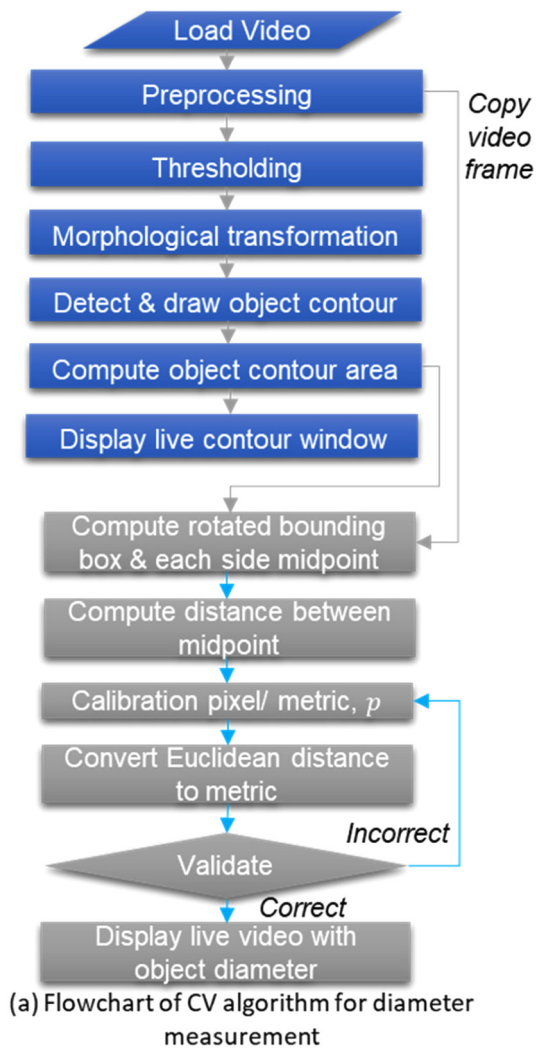 Load Video
Preprocessing
Copy
video
frame
Thresholding
Morphological transformation
Detect & draw object contour
Compute object contour area
Display live contour window
Compute rotated bounding
box & each side midpoint
Compute distance between
midpoint
Calibration pixel/ metric, p
Convert Euclidean distance
to metric
Incorrect
Validate
Correct
Display live video with
object diameter
(a) Flowchart of CV algorithm for diameter
measurement